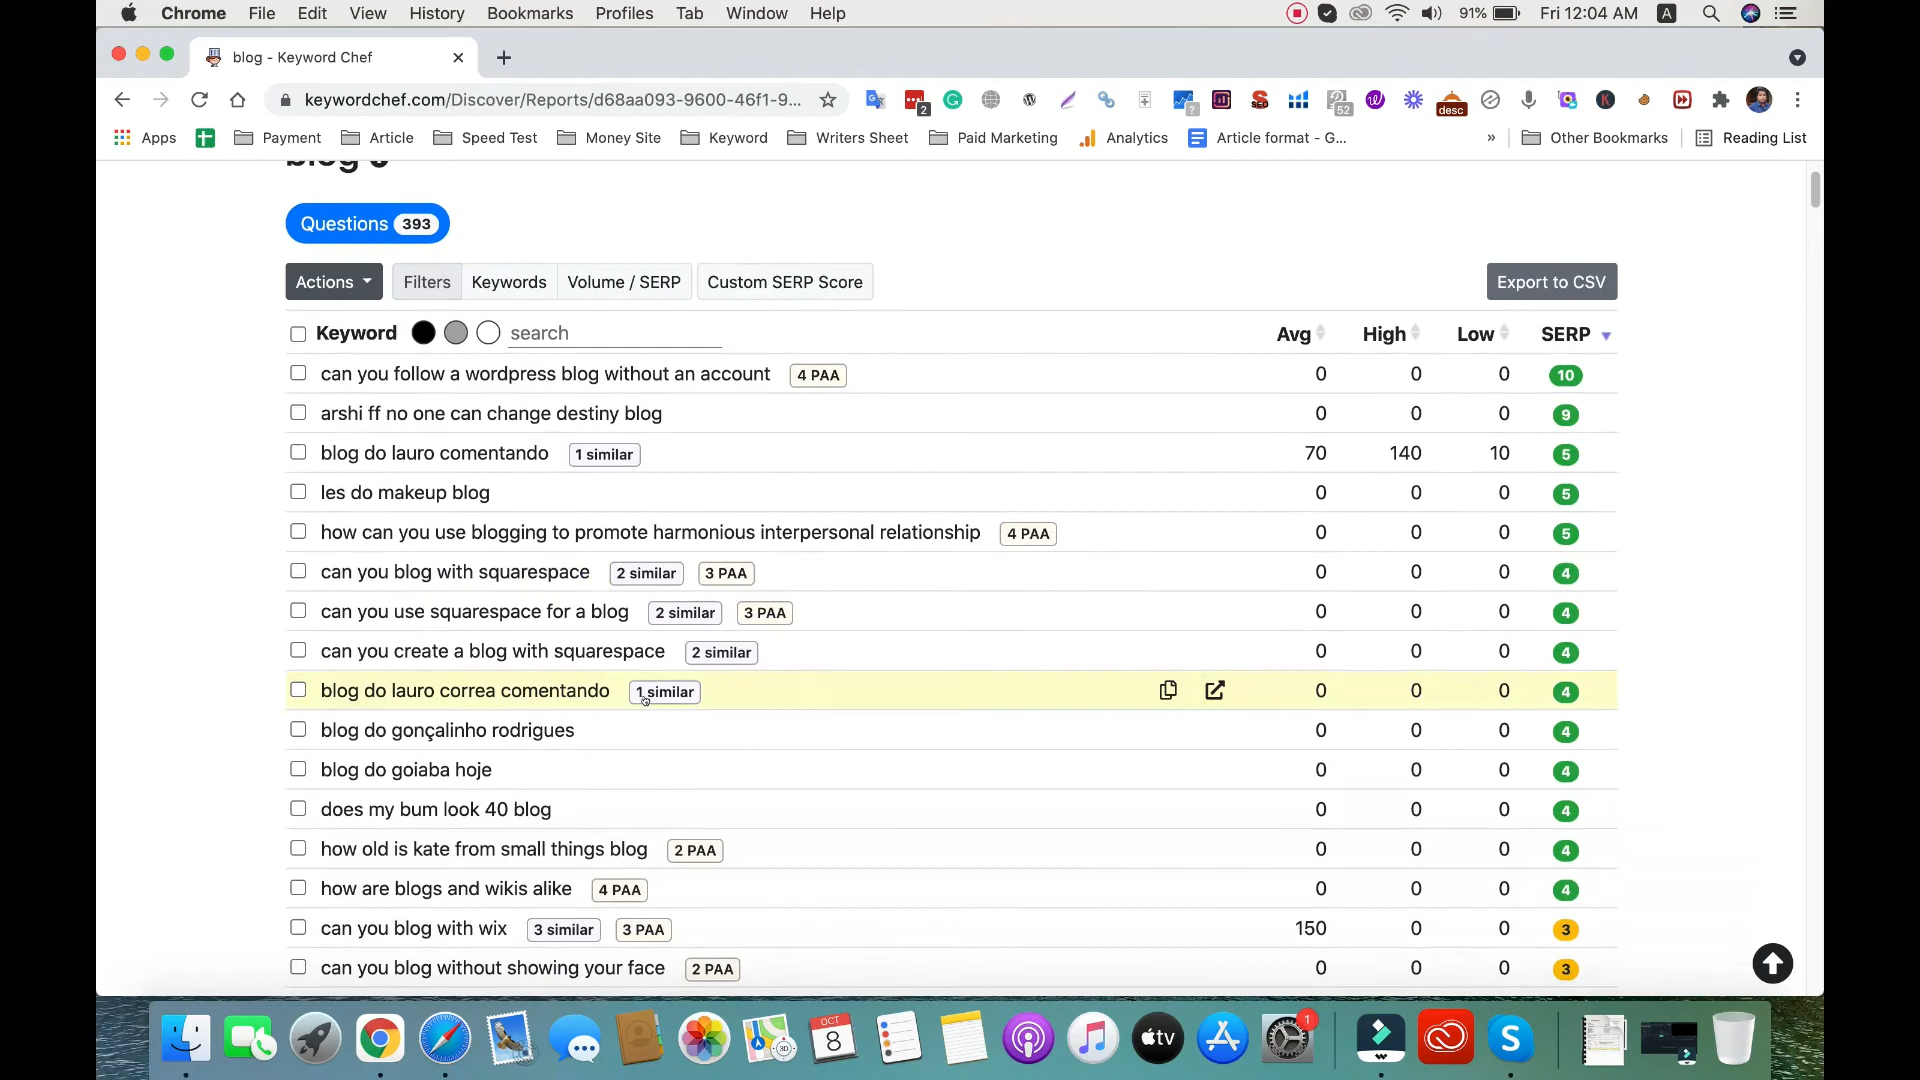 Chrome File Edit View History Bookmarks Profiles Tab Window Help 91% Fri 12:04 AM A
blog - Keyword Chef
keywordchef.com/Discover/Reports/d68aa093-9600-46f1-9...
2 52 desc
Apps Payment Article Speed Test Money Site Keyword Writers Sheet Paid Marketing Analytics Article format - G... » Other Bookmarks Reading List
Questions 393
Actions Filters Keywords Volume / SERP Custom SERP Score Export to CSV
Keyword search Avg High Low SERP
can you follow a wordpress blog without an account 4 PAA 0 0 0 10
arshi ff no one can change destiny blog 0 0 0 9
blog do lauro comentando 1 similar 70 140 10 5
les do makeup blog 0 0 0 5
how can you use blogging to promote harmonious interpersonal relationship 4 PAA 0 0 0 5
can you blog with squarespace 2 similar 3 PAA 0 0 0 4
can you use squarespace for a blog 2 similar 3 PAA 0 0 0 4
can you create a blog with squarespace 2 similar 0 0 0 4
blog do lauro correa comentando 1 similar 0 0 0 4
blog do gonçalinho rodrigues 0 0 0 4
blog do goiaba hoje 0 0 0 4
does my bum look 40 blog 0 0 0 4
how old is kate from small things blog 2 PAA 0 0 0 4
how are blogs and wikis alike 4 PAA 0 0 0 4
can you blog with wix 3 similar 3 PAA 150 0 0 3
can you blog without showing your face 2 PAA 0 0 0 3
OCT
8
3D
tv
1